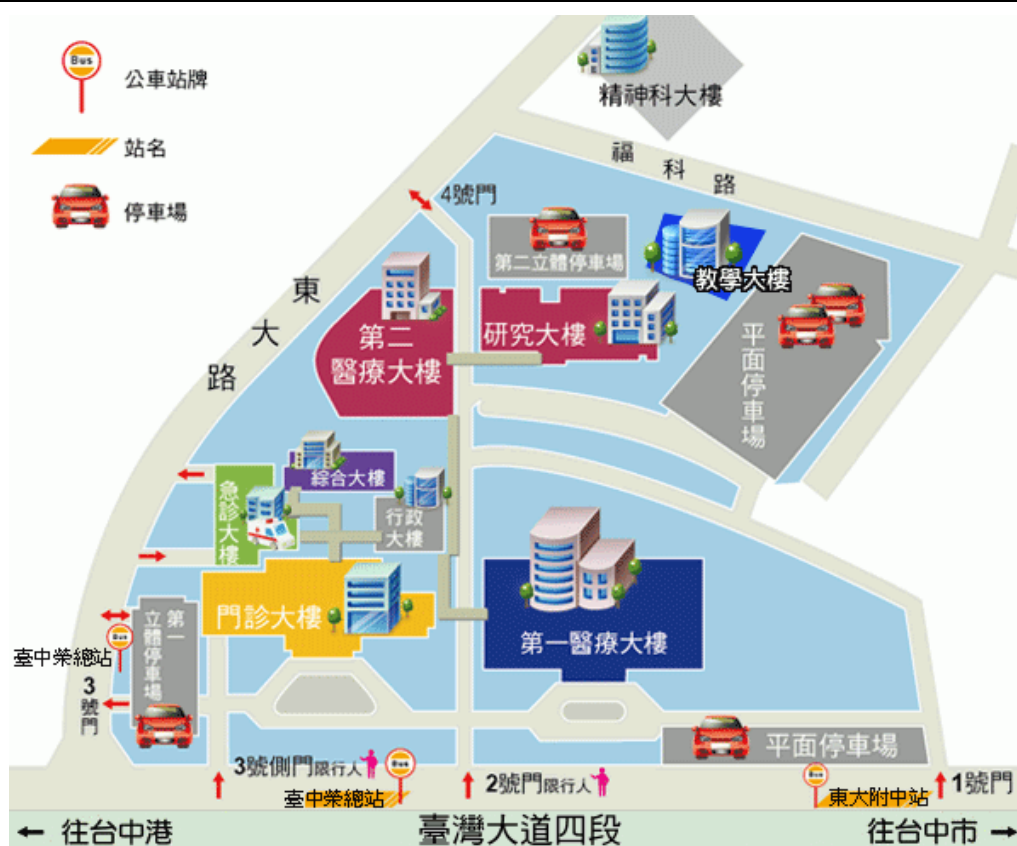 Bus
公車站牌
站名
停車場
精神科大樓
福科路
4號門
東大路
第二立體停車場
教學大樓
第二
醫療大樓
研究大樓
平面停車場
綜合大樓
急診大樓
行政
大樓
門診大樓
第一醫療大樓
第一
立體停車場
Bus
臺中榮總站
3
號
門
平面停車場
3號側門限行人
Bus
臺中榮總站
2號門限行人
Bus
東大附中站
1號門
← 往台中港
臺灣大道四段
往台中市 →